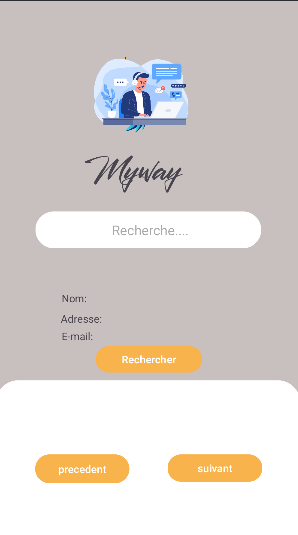 Myway
Recherche....
Nom:
Adresse:
E-mail:
Rechercher
precedent
suivant